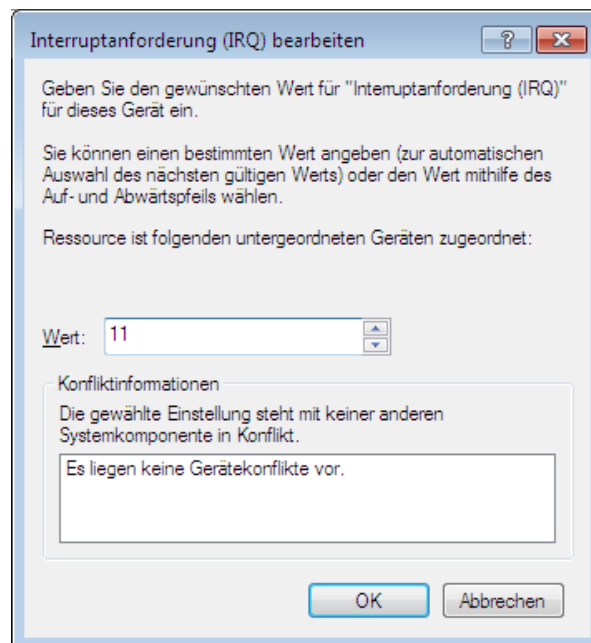 Interruptanforderung (IRQ) bearbeiten
Geben Sie den gewünschten Wert für "Interruptanforderung (IRQ)"
für dieses Gerät ein.
Sie können einen bestimmten Wert angeben (zur automatischen
Auswahl des nächsten gültigen Werts) oder den Wert mithilfe des
Auf- und Abwärtspfeils wählen.
Ressource ist folgenden untergeordneten Geräten zugeordnet:
Wert: 11
Konfliktinformationen
Die gewählte Einstellung steht mit keiner anderen
Systemkomponente in Konflikt.
Es liegen keine Gerätekonflikte vor.
OK Abbrechen